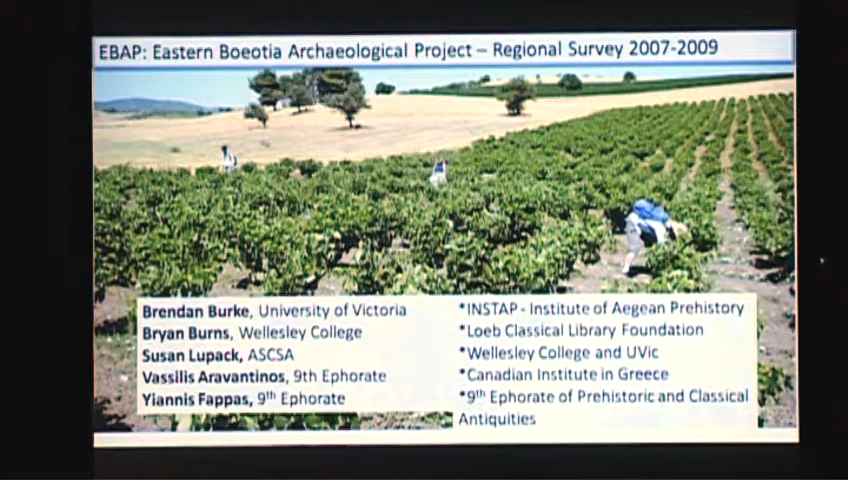 EBAP: Eastern Boeotia Archaeological Project – Regional Survey 2007-2009
Brendan Burke, University of Victoria
Bryan Burns, Wellesley College
Susan Lupack, ASCSA
Vassilis Aravantinos, 9th Ephorate
Yiannis Fappas, 9th Ephorate
*INSTAP - Institute of Aegean Prehistory
*Loeb Classical Library Foundation
*Wellesley College and UVic
*Canadian Institute in Greece
*9th Ephorate of Prehistoric and Classical
Antiquities